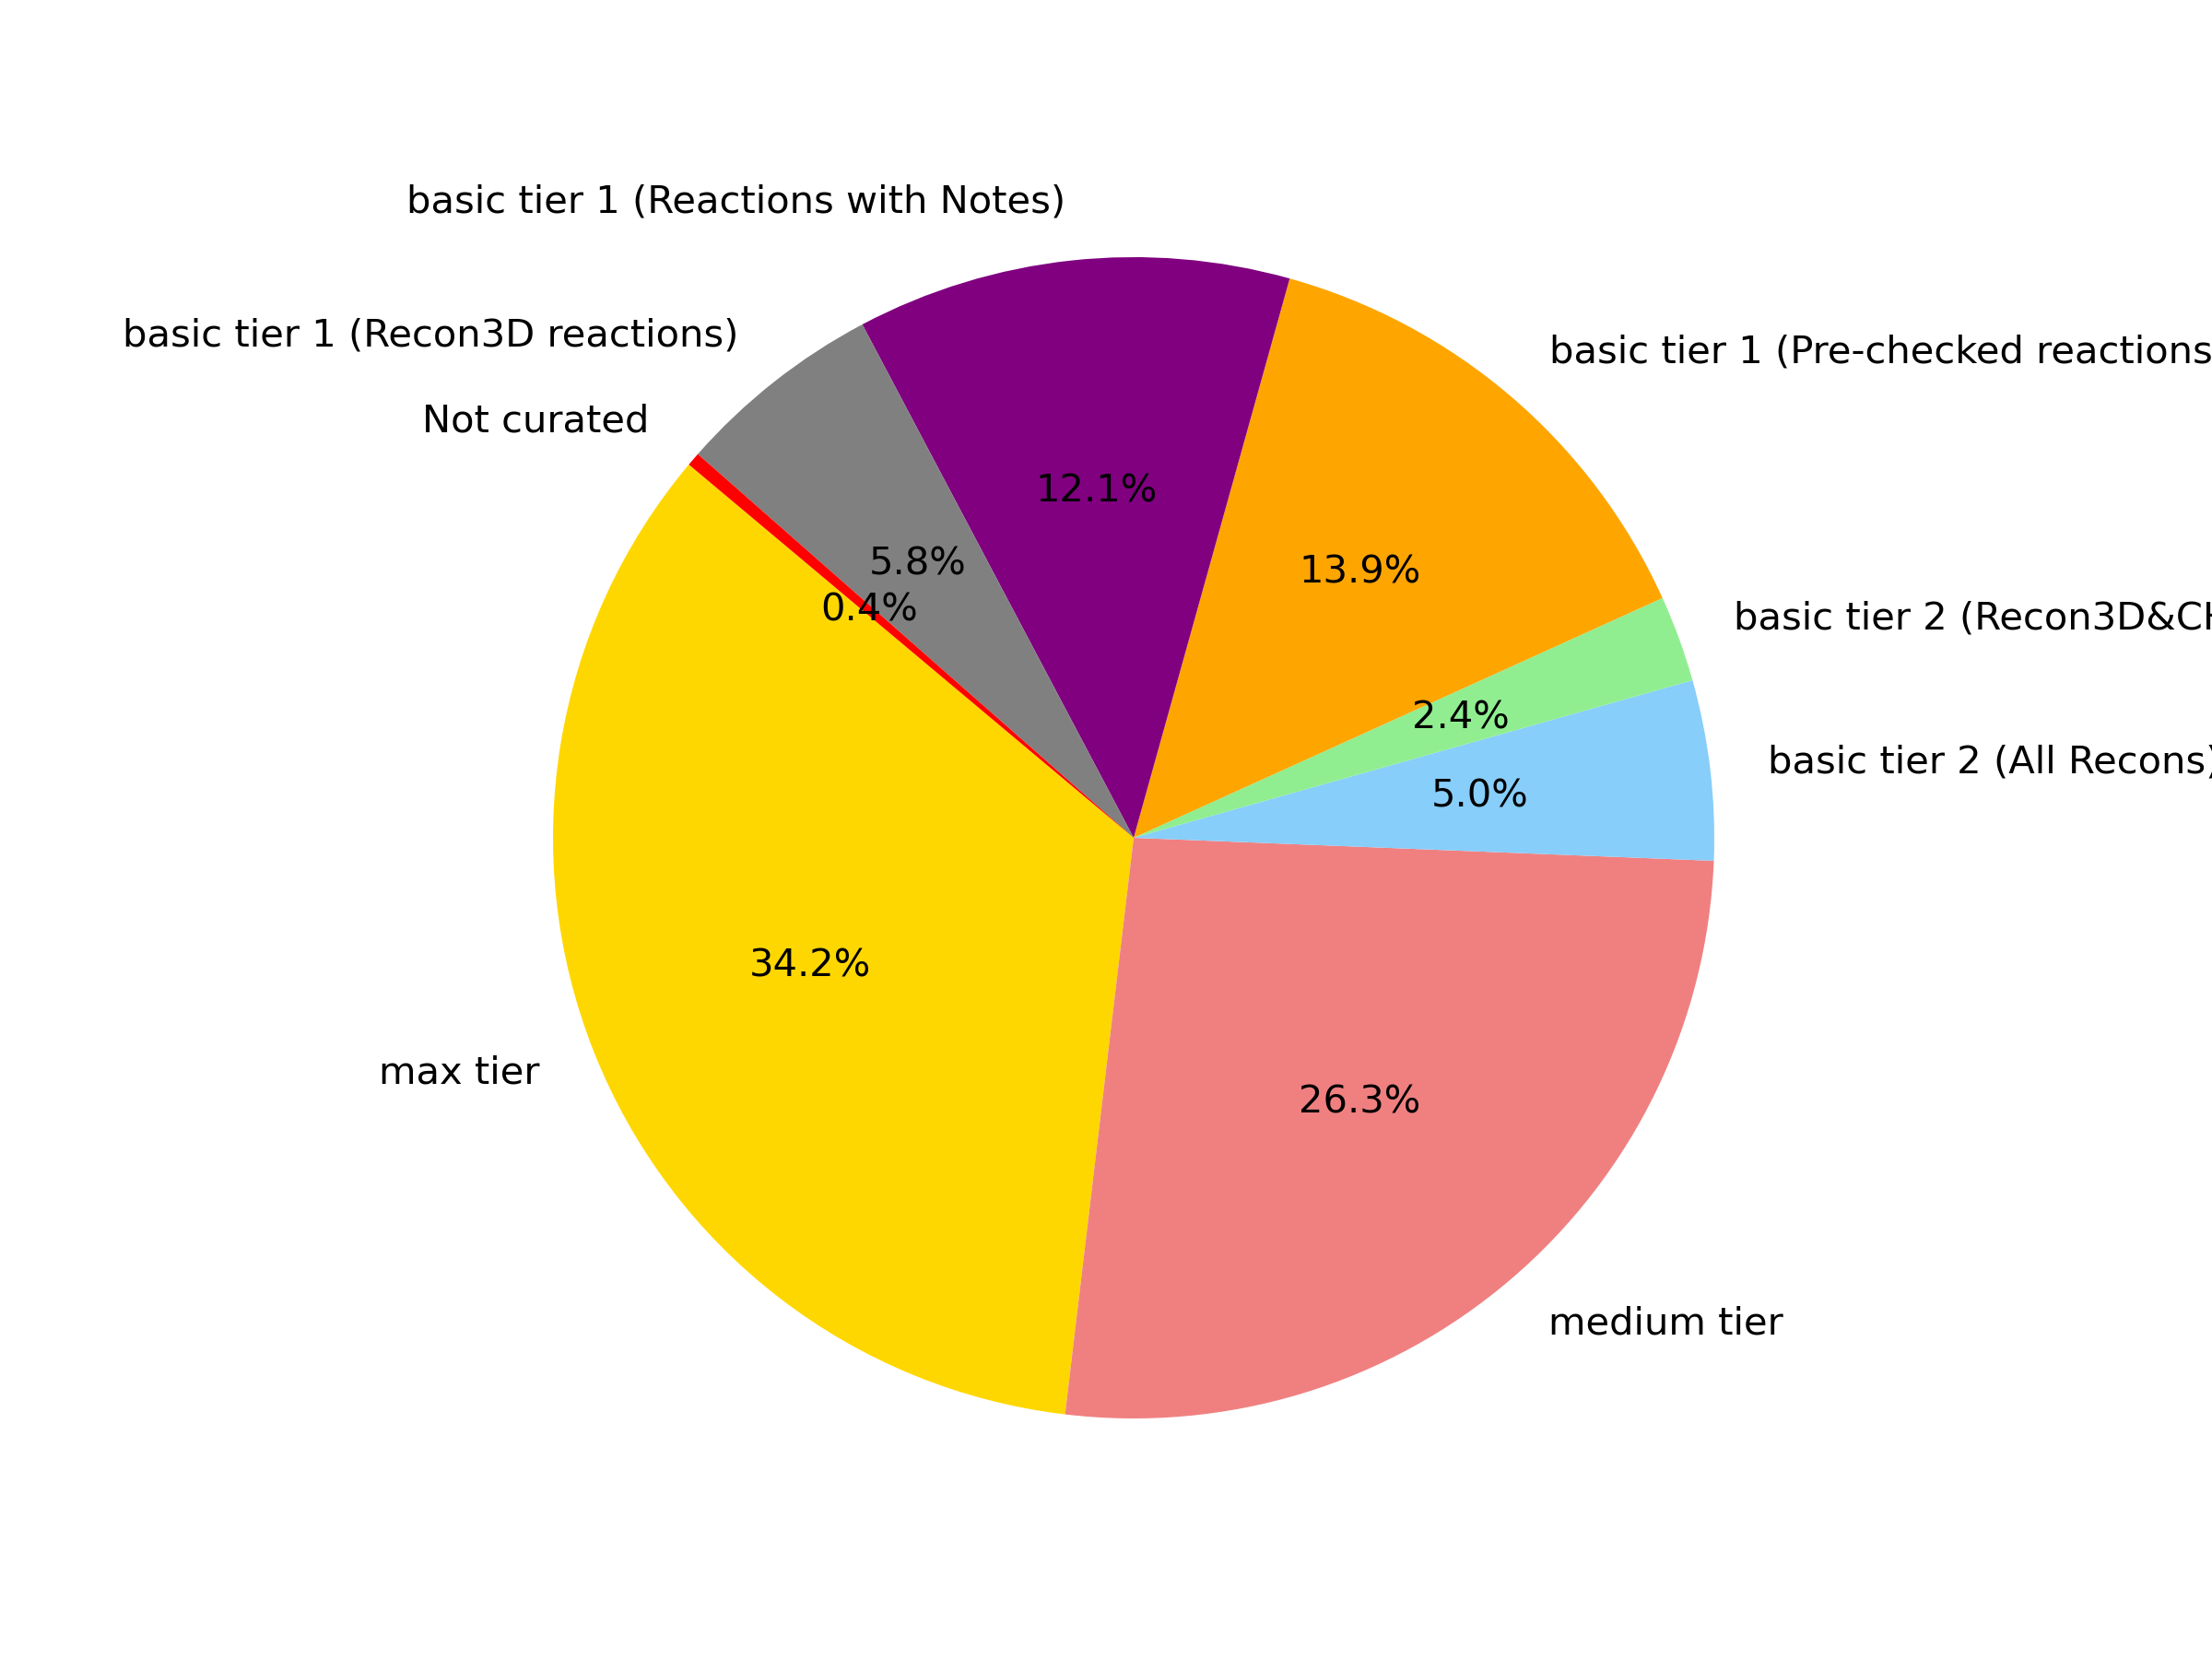 basic tier 1 (Reactions with Notes)
basic tier 1 (Recon3D reactions)
basic tier 1 (Pre-checked reactions
Not curated
12.1%
5.8%
13.9%
0.4%
basic tier 2 (Recon3D&CH
2.4%
basic tier 2 (All Recons)
5.0%
34.2%
max tier
26.3%
medium tier